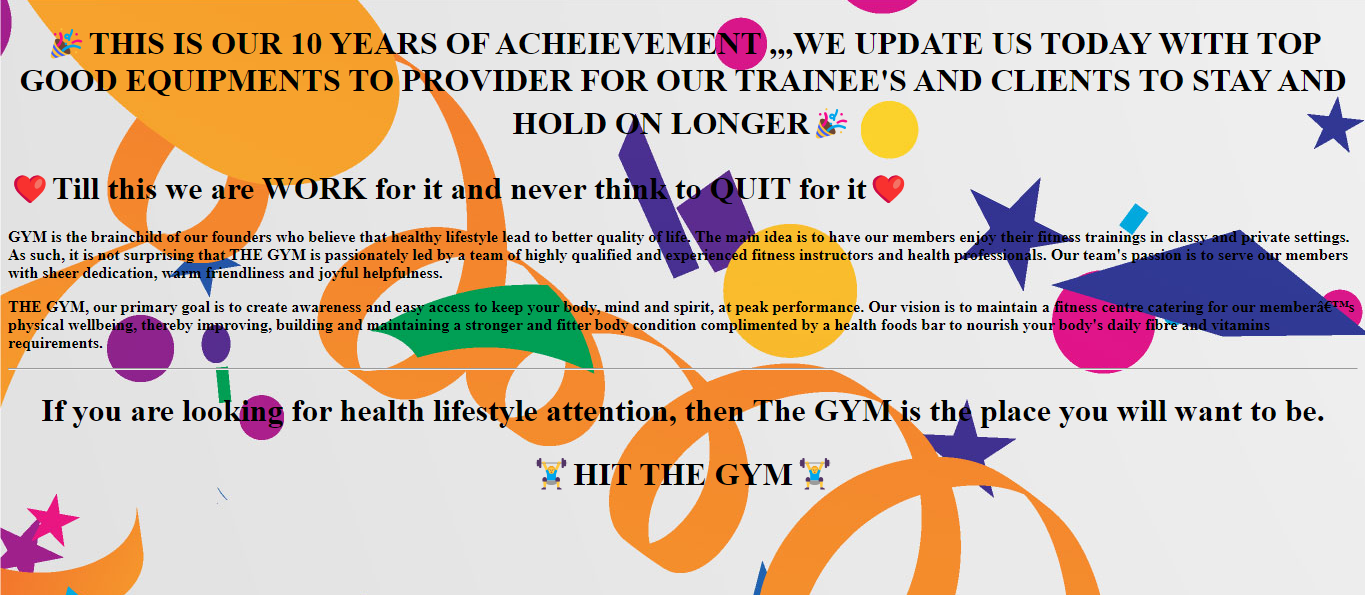 🎉 THIS IS OUR 10 YEARS OF ACHEIEVEMENT ,,,WE UPDATE US TODAY WITH TOP
GOOD EQUIPMENTS TO PROVIDER FOR OUR TRAINEE'S AND CLIENTS TO STAY AND
HOLD ON LONGER🎉
❤️ Till this we are WORK for it and never think to QUIT for it❤️
GYM is the brainchild of our founders who believe that healthy lifestyle lead to better quality of life. The main idea is to have our members enjoy their fitness trainings in classy and private settings.
As such, it is not surprising that THE GYM is passionately led by a team of highly qualified and experienced fitness instructors and health professionals. Our team's passion is to serve our members
with sheer dedication, warm friendliness and joyful helpfulness.
THE GYM, our primary goal is to create awareness and easy access to keep your body, mind and spirit, at peak performance. Our vision is to maintain a fitness centre catering for our memberâ€™s
physical wellbeing, thereby improving, building and maintaining a stronger and fitter body condition complimented by a health foods bar to nourish your body's daily fibre and vitamins
requirements.
If you are looking for health lifestyle attention, then The GYM is the place you will want to be.
🏋️ HIT THE GYM 🏋️